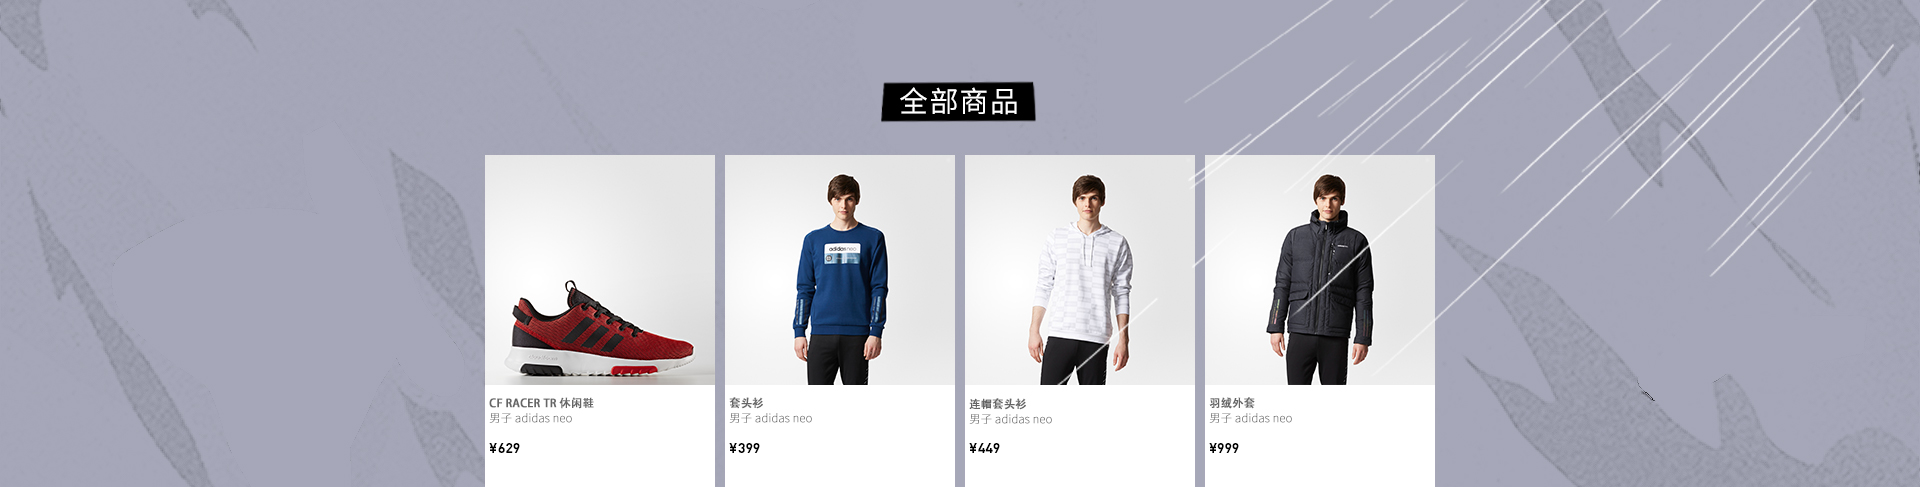 全部商品
adidas neo
CF RACER TR 休闲鞋
男子 adidas neo
¥629
套头衫
男子 adidas neo
¥399
连帽套头衫
男子 adidas neo
¥449
羽绒外套
男子 adidas neo
¥999